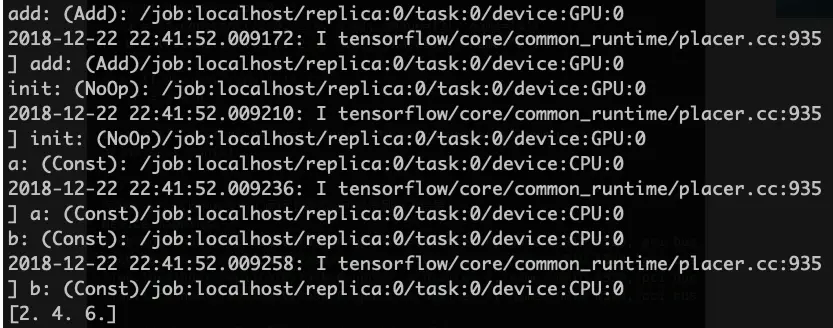 add: (Add): /job:localhost/replica:0/task:0/device:GPU:0
2018-12-22 22:41:52.009172: I tensorflow/core/common_runtime/placer.cc:935
] add: (Add)/job:localhost/replica:0/task:0/device:GPU:0
init: (NoOp): /job:localhost/replica:0/task:0/device:GPU:0
2018-12-22 22:41:52.009210: I tensorflow/core/common_runtime/placer.cc:935
] init: (NoOp)/job:localhost/replica:0/task:0/device:GPU:0
a: (Const): /job:localhost/replica:0/task:0/device:CPU:0
2018-12-22 22:41:52.009236: I tensorflow/core/common_runtime/placer.cc:935
] a: (Const)/job:localhost/replica:0/task:0/device:CPU:0
b: (Const): /job:localhost/replica:0/task:0/device:CPU:0
2018-12-22 22:41:52.009258: I tensorflow/core/common_runtime/placer.cc:935
] b: (Const)/job:localhost/replica:0/task:0/device:CPU:0
[2. 4. 6.]